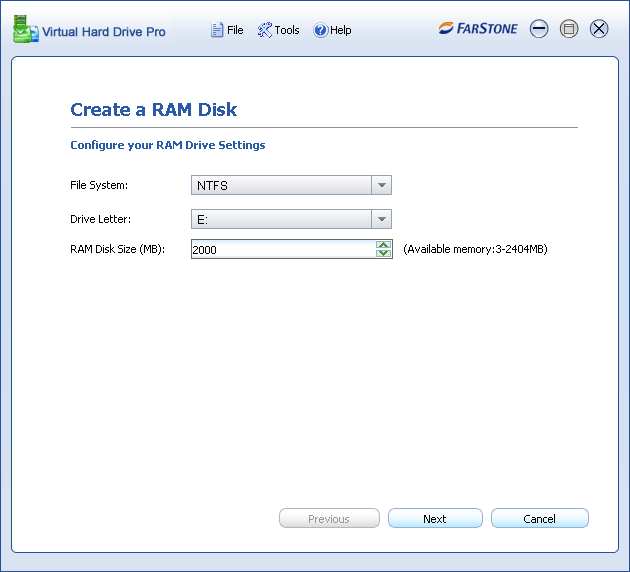 Virtual Hard Drive Pro File Tools Help FARSTONE
Create a RAM Disk
Configure your RAM Drive Settings
File System: NTFS
Drive Letter: E:
RAM Disk Size (MB): 2000 (Available memory:3-2404MB)
Previous Next Cancel